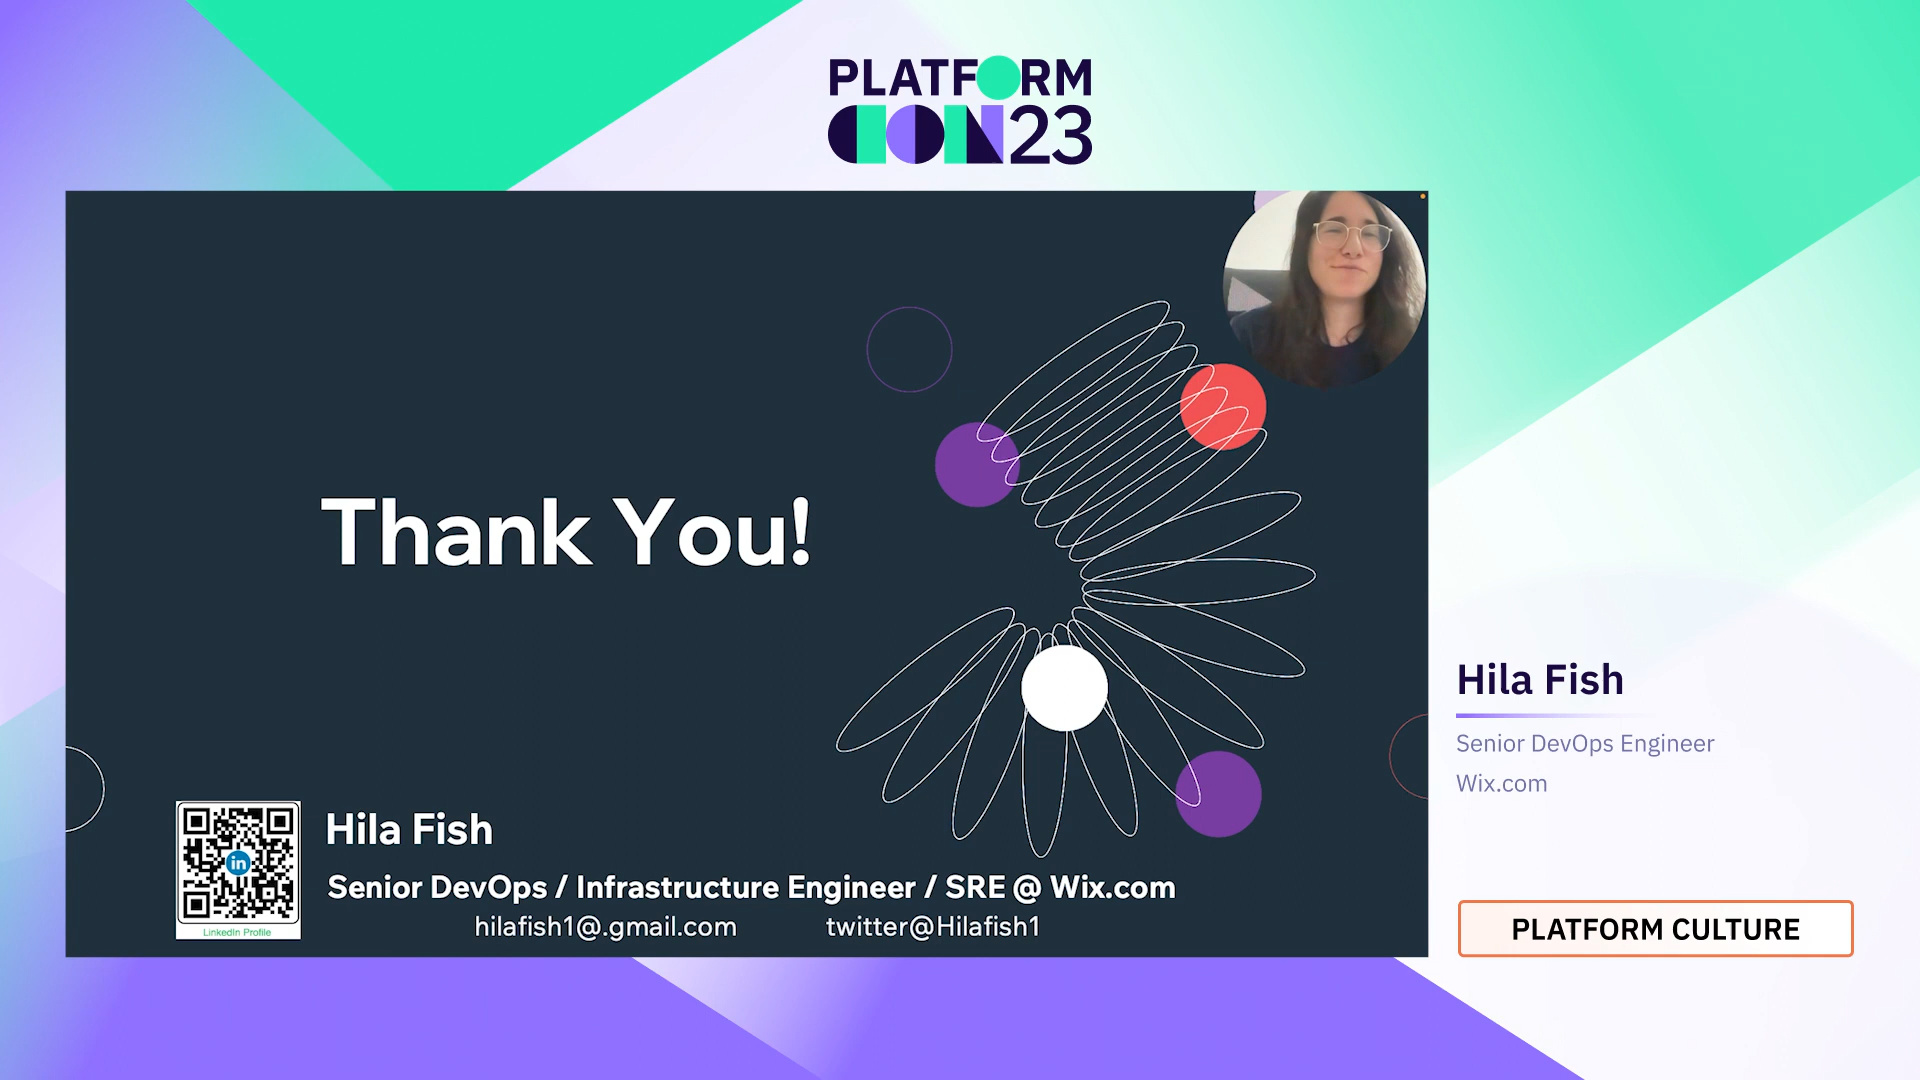 PLATFORM
CON23
Thank You!
in
LinkedIn Profile
Hila Fish
Senior DevOps / Infrastructure Engineer / SRE @ Wix.com
hilafish1@.gmail.com twitter@Hilafish1
Hila Fish
Senior DevOps Engineer
Wix.com
PLATFORM CULTURE